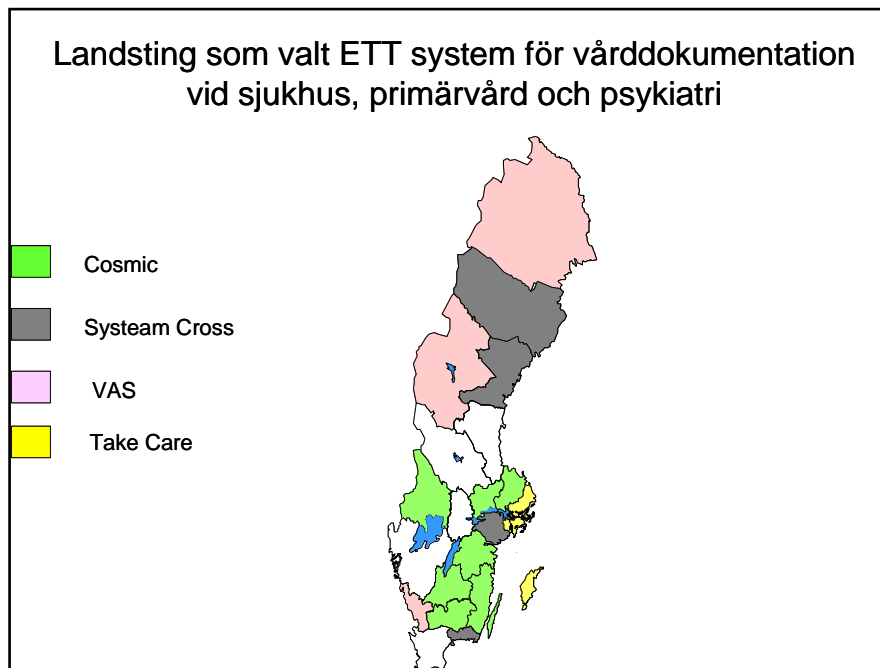 Landsting som valt ETT system för vårddokumentation
vid sjukhus, primärvård och psykiatri
Cosmic
Systeam Cross
VAS
Take Care